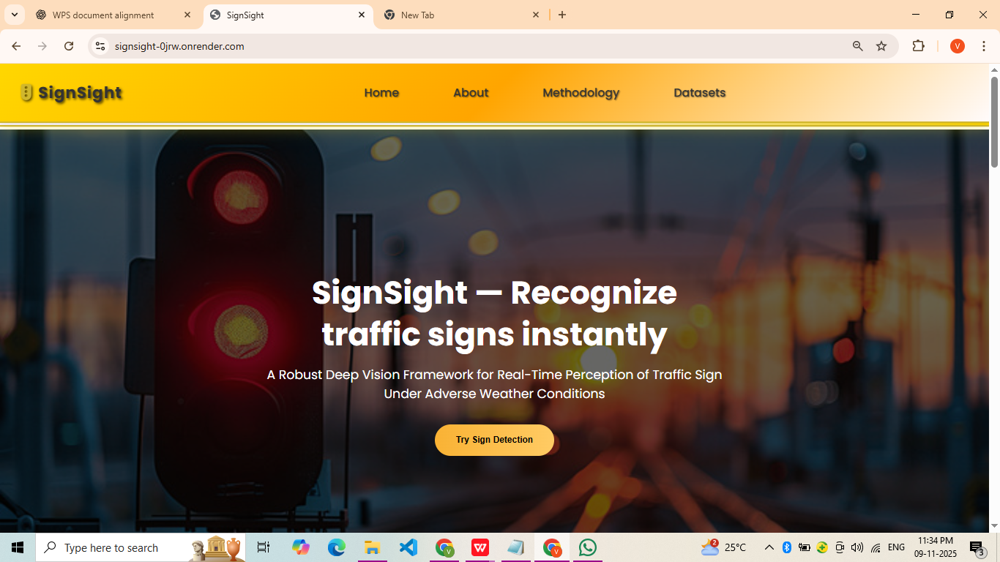 WPS document alignment
SignSight
New Tab
signsight-0jrw.onrender.com
V
SignSight
Home
About
Methodology
Datasets
SignSight — Recognize
traffic signs instantly
A Robust Deep Vision Framework for Real-Time Perception of Traffic Sign
Under Adverse Weather Conditions
Try Sign Detection
Type here to search
V
W
V
2
25°C
ENG
11:34 PM
09-11-2025
3